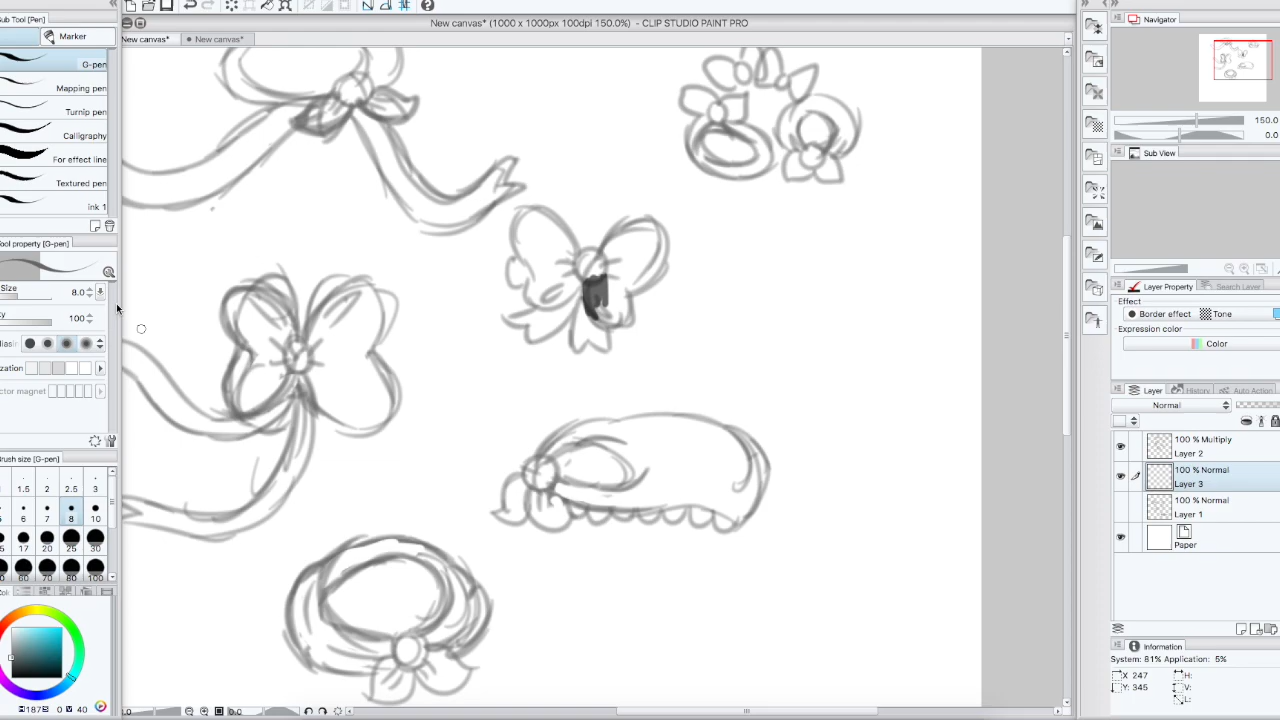 New canvas* (1000 x 1000px 100dpi 150.0%) - CLIP STUDIO PAINT PRO
Sub Tool [Pen]
Marker
New canvas*
New canvas*
G-pen
Mapping pen
Turnip pen
Calligraphy
For effect line
Textured pen
ink 1
Tool property [G-pen]
G-pen
Size 8.0
100
Brush size [G-pen]
1.5 2 2.5 3
5 6 7 8 10
17 20 25 30
60 70 80 100
187 0 40
Navigator
150.0
0.0
Sub View
Layer Property
Search Layer
Effect
Border effect
Tone
Expression color
Color
Layer
History
Auto Action
Normal
100 % Multiply
Layer 2
100 % Normal
Layer 3
100 % Normal
Layer 1
Paper
Information
System: 81% Application: 5%
X 247
Y: 345
H:
V: